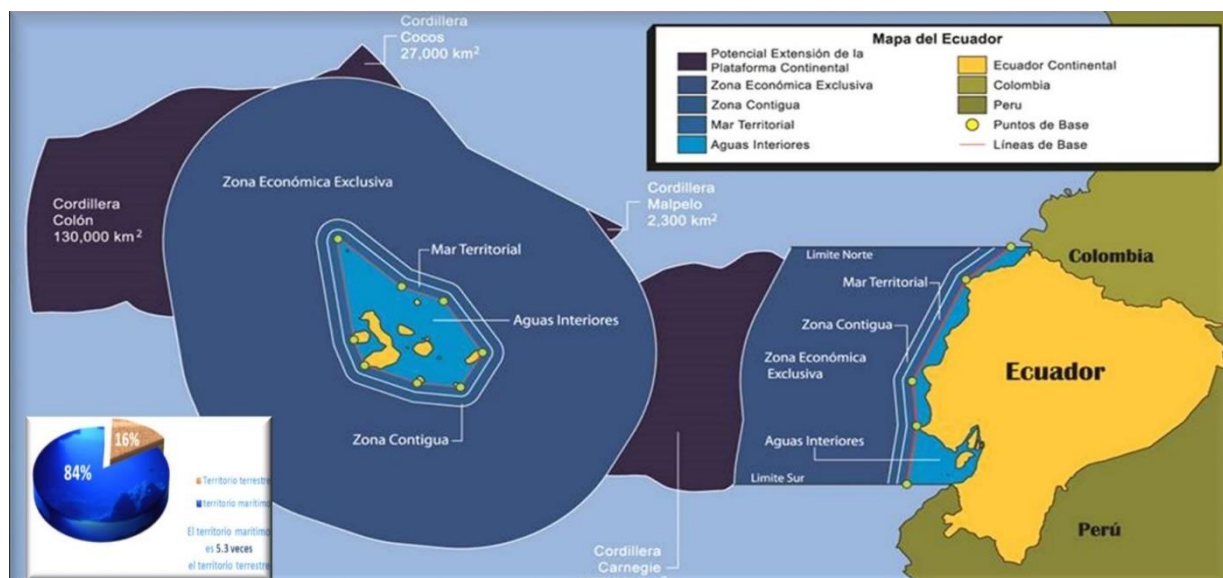 Cordillera
Cocos
27,000 km²
Mapa del Ecuador
Potencial Extensión de la
Plataforma Continental
Zona Económica Exclusiva
Zona Contigua
Mar Territorial
Aguas Interiores
Ecuador Continental
Colombia
Peru
Puntos de Base
Líneas de Base
Zona Económica Exclusiva
Cordillera
Colón
130,000 km²
Cordillera
Malpelo
2,300 km²
Mar Territorial
Aguas Interiores
Zona Contigua
Limite Norte
Mar Territorial
Zona Contigua
Zona Económica
Exclusiva
Aguas Interiores
Limite Sur
Colombia
Ecuador
Perú
Cordillera
Carnegie
16%
84%
Territorio terrestre
territorio marítimo
El territorio marítimo
es 5.3 veces
el territorio terrestre